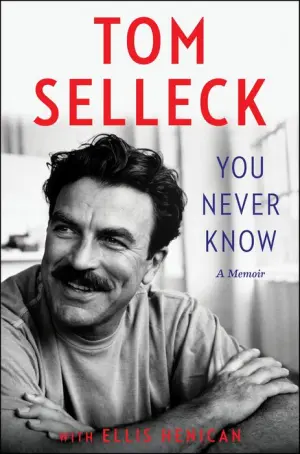 TOM
SELLECK
YOU
NEVER
KNOW
A Memoir
WITH ELLIS HENICAN